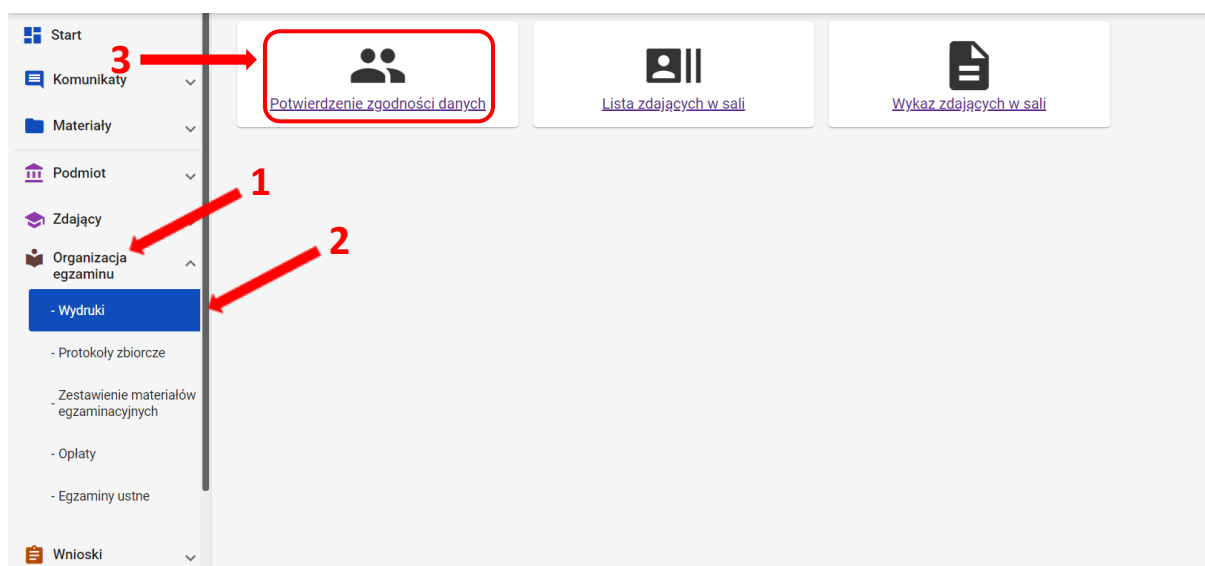 Start
Komunikaty
Materiały
Podmiot
Zdający
Organizacja
egzaminu
- Wydruki
- Protokoły zbiorcze
- Zestawienie materiałów
egzaminacyjnych
- Opłaty
- Egzaminy ustne
Wnioski
3
Potwierdzenie zgodności danych
Lista zdających w sali
Wykaz zdających w sali
1
2